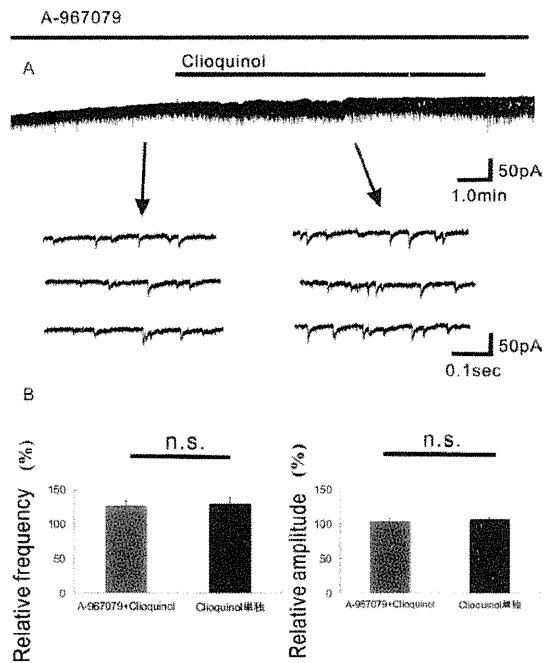 A-967079
A
Clioquinol
50pA
1.0min
50pA
0.1sec
B
n.s.
Relative frequency (%)
150
100
50
0
A-967079+Clioquinol
Clioquinol単独
n.s.
Relative amplitude (%)
150
100
50
0
A-967079+Clioquinol
Clioquinol単独